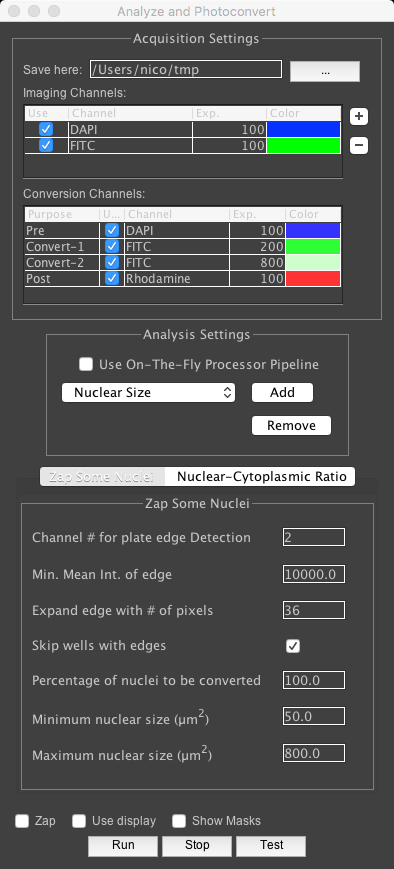 Analyze and Photoconvert
Acquisition Settings
Save here: /Users/nico/tmp ...
Imaging Channels:
Use Channel Exp. Color
DAPI 100
FITC 100
+
−
Conversion Channels:
Purpose U... Channel Exp. Color
Pre DAPI 100
Convert-1 FITC 200
Convert-2 FITC 800
Post Rhodamine 100
Analysis Settings
Use On-The-Fly Processor Pipeline
Nuclear Size Add
Remove
Zap Some Nuclei Nuclear-Cytoplasmic Ratio
Zap Some Nuclei
Channel # for plate edge Detection 2
Min. Mean Int. of edge 10000.0
Expand edge with # of pixels 36
Skip wells with edges
Percentage of nuclei to be converted 100.0
Minimum nuclear size (µm²) 50.0
Maximum nuclear size (µm²) 800.0
Zap Use display Show Masks
Run Stop Test